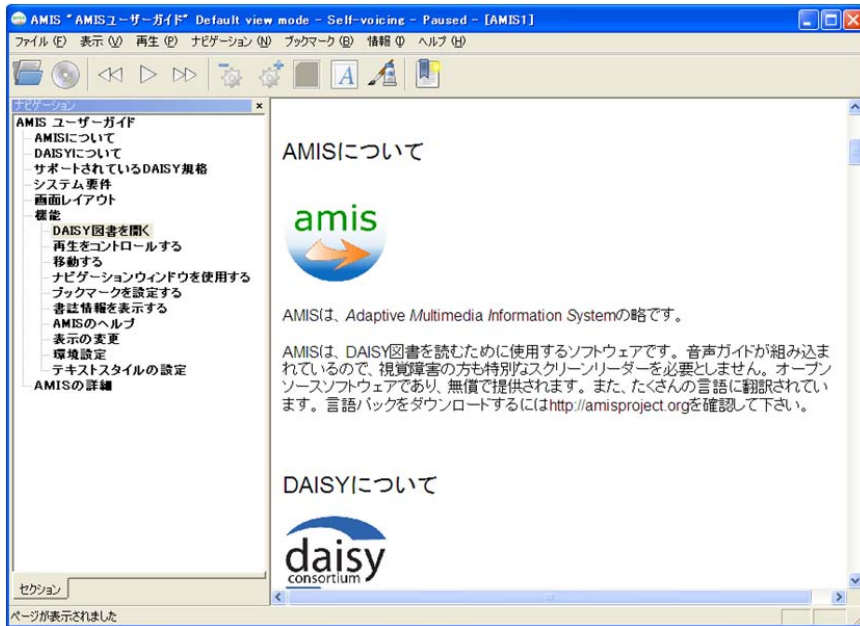 AMIS "AMISユーザーガイド" Default view mode - Self-voicing - Paused - [AMIS1]
ファイル(F) 表示(V) 再生(P) ナビゲーション(N) ブックマーク(B) 情報(I) ヘルプ(H)
A
ナビゲーション
AMIS ユーザーガイド
AMISについて
DAISYについて
サポートされているDAISY規格
システム要件
画面レイアウト
機能
DAISY図書を開く
再生をコントロールする
移動する
ナビゲーションウィンドウを使用する
ブックマークを設定する
書誌情報を表示する
AMISのヘルプ
表示の変更
環境設定
テキストスタイルの設定
AMISの詳細
セクション
AMISについて
amis
AMISは、Adaptive Multimedia Information Systemの略です。
AMISは、DAISY図書を読むために使用するソフトウェアです。音声ガイドが組み込ま
れているので、視覚障害の方も特別なスクリーンリーダーを必要としません。オープン
ソースソフトウェアであり、無償で提供されます。また、たくさんの言語に翻訳されてい
ます。言語パックをダウンロードするにはhttp://amisproject.orgを確認して下さい。
DAISYについて
daisy
consortium
ページが表示されました